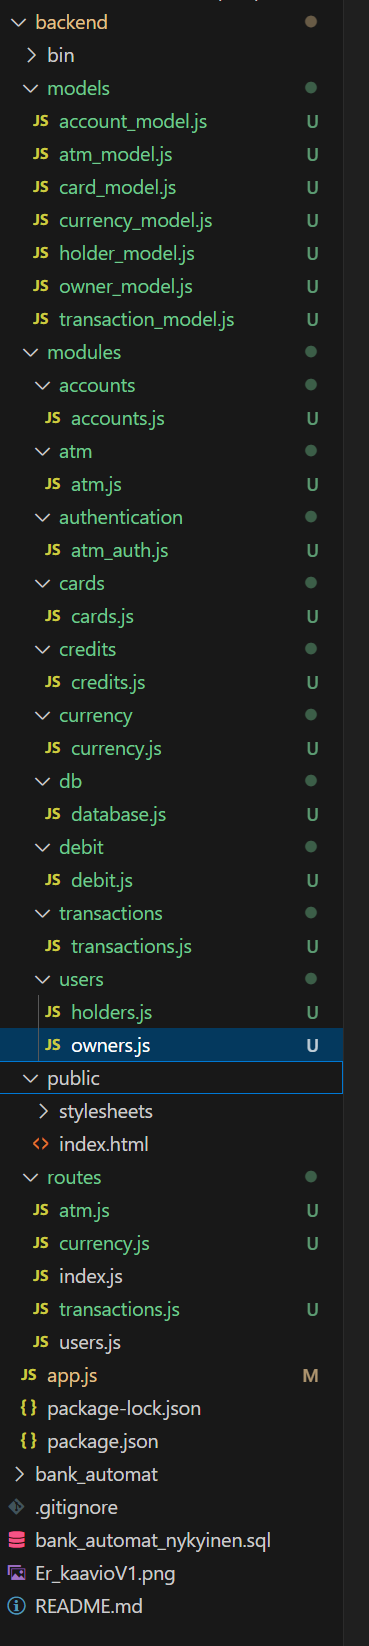 backend
bin
models
JS account_model.js U
JS atm_model.js U
JS card_model.js U
JS currency_model.js U
JS holder_model.js U
JS owner_model.js U
JS transaction_model.js U
modules
accounts
JS accounts.js U
atm
JS atm.js U
authentication
JS atm_auth.js U
cards
JS cards.js U
credits
JS credits.js U
currency
JS currency.js U
db
JS database.js U
debit
JS debit.js U
transactions
JS transactions.js U
users
JS holders.js U
JS owners.js U
public
stylesheets
<> index.html
routes
JS atm.js U
JS currency.js U
JS index.js
JS transactions.js U
JS users.js
JS app.js M
{} package-lock.json
{} package.json
bank_automat
.gitignore
bank_automat_nykyinen.sql
Er_kaavioV1.png
README.md